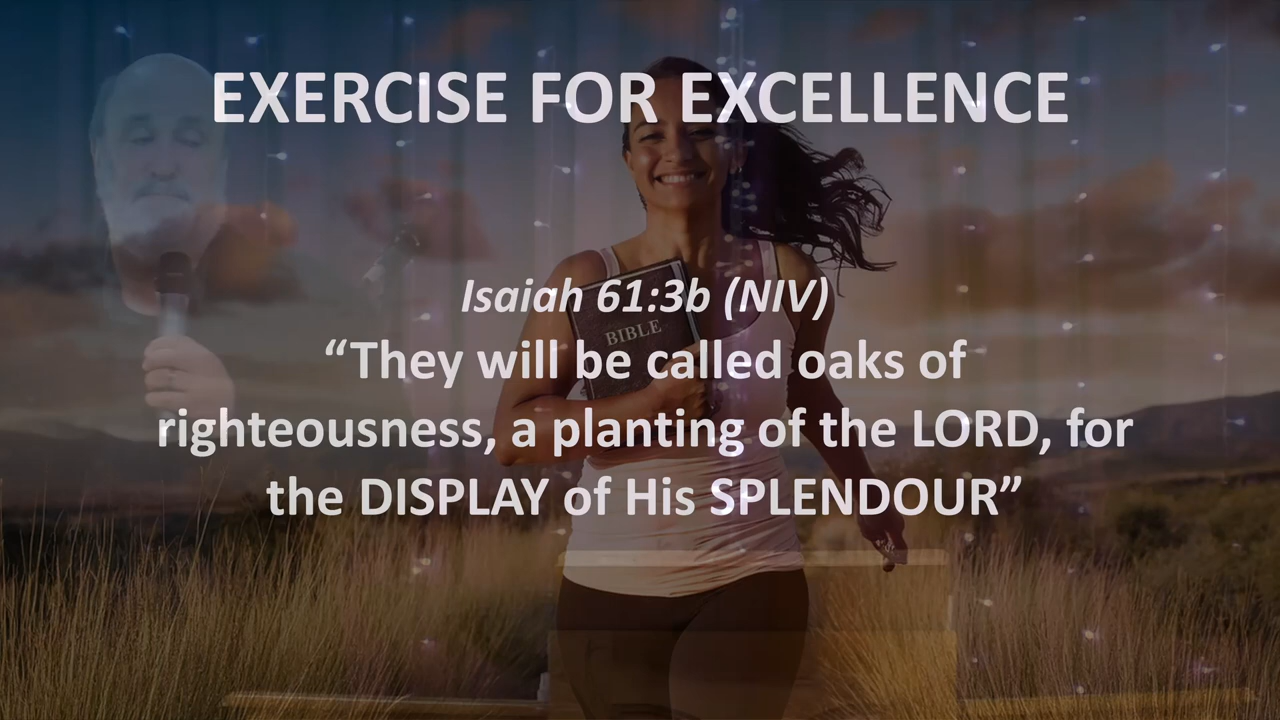 EXERCISE FOR EXCELLENCE
Isaiah 61:3b (NIV)
BIBLE
“They will be called oaks of
righteousness, a planting of the LORD, for
the DISPLAY of His SPLENDOUR”